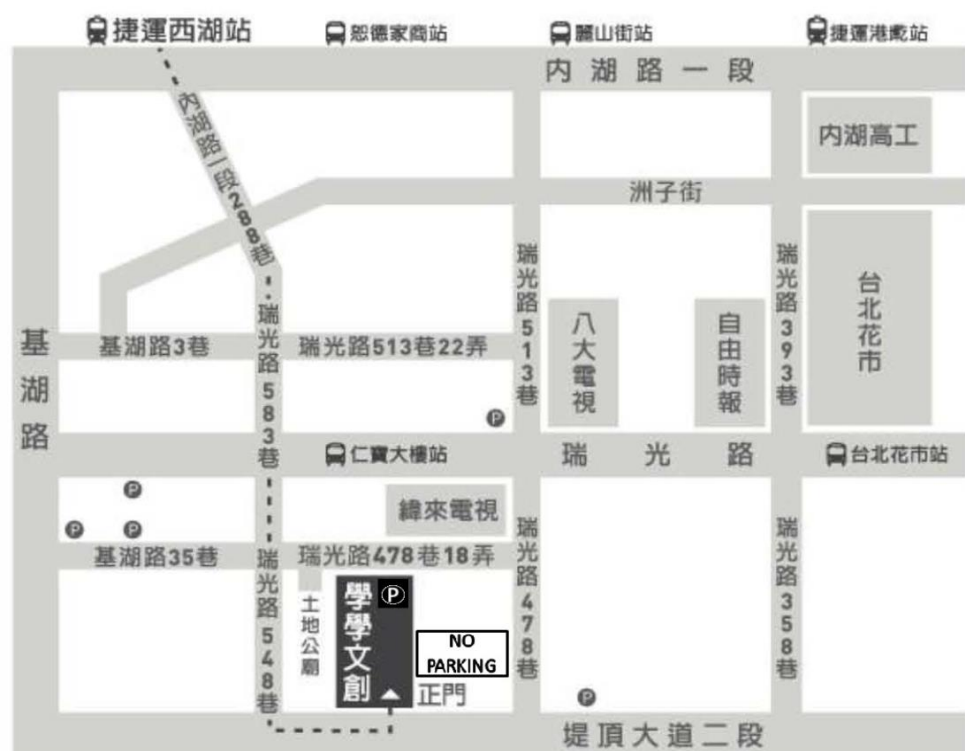 捷運西湖站
恕德家商站
麗山街站
捷運港墘站
內湖路一段
內湖路一段288巷
內湖高工
洲子街
瑞光路513巷
瑞光路393巷
台北花市
八大電視
自由時報
基湖路
基湖路3巷
瑞光路583巷
瑞光路513巷22弄
P
仁寶大樓站
瑞光路
台北花市站
P
P
P
緯來電視
基湖路35巷
瑞光路548巷
瑞光路478巷18弄
瑞光路478巷
瑞光路358巷
土地公廟
學學文創
P
NO
PARKING
正門
P
堤頂大道二段